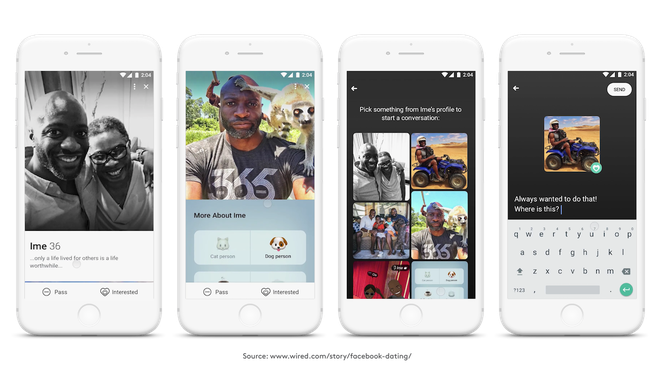 2:04
Ime 36
...only a life lived for others is a life
worthwhile...
Pass
Interested
2:04
365
More About Ime
Cat person
Dog person
Pass
Interested
2:04
Pick something from Ime's profile to
start a conversation:
2:04
SEND
Always wanted to do that!
Where is this?
q w e r t y u i o p
a s d f g h j k l
z x c v b n m
?123 , .
Source: www.wired.com/story/facebook-dating/